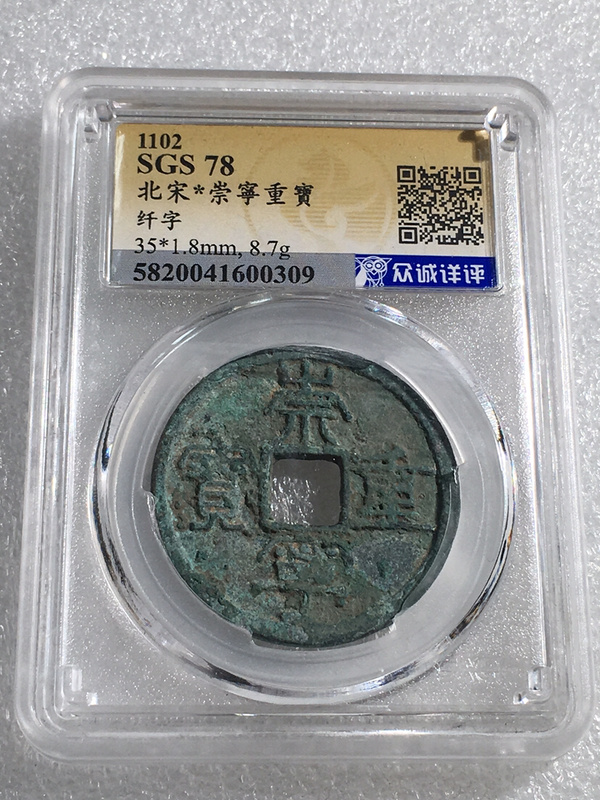 1102
SGS 78
北宋*崇寧重寶
纤字
35*1.8mm, 8.7g
5820041600309
众诚详评
崇
重
寧
寶